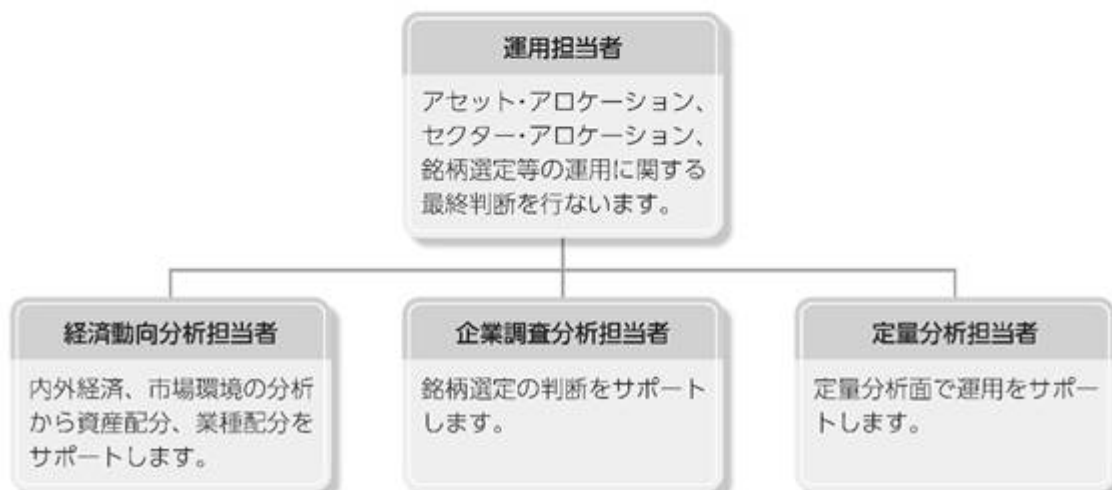 運用担当者
アセット･アロケーション、
セクター･アロケーション、
銘柄選定等の運用に関する
最終判断を行ないます。
経済動向分析担当者
内外経済、市場環境の分析
から資産配分、業種配分を
サポートします。
企業調査分析担当者
銘柄選定の判断をサポート
します。
定量分析担当者
定量分析面で運用をサポー
トします。